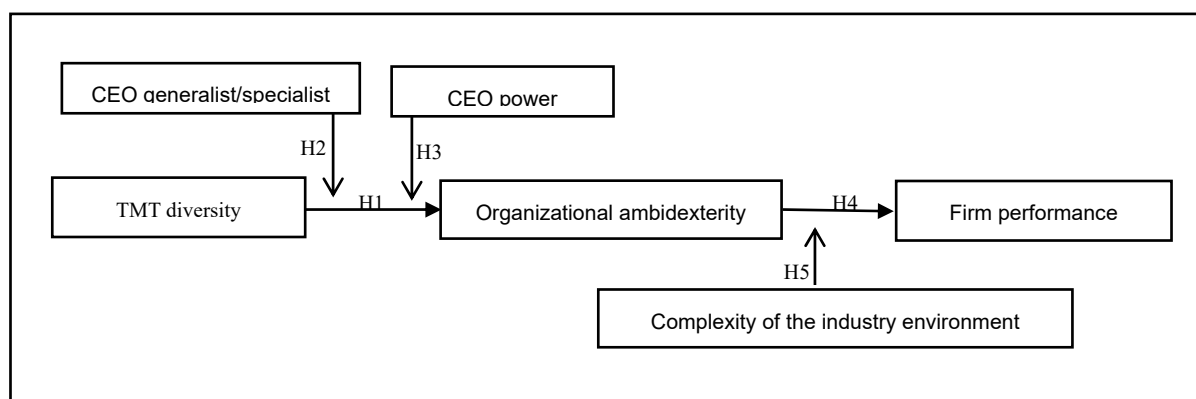 CEO generalist/specialist
CEO power
H2
H3
TMT diversity
H1
Organizational ambidexterity
H4
Firm performance
H5
Complexity of the industry environment